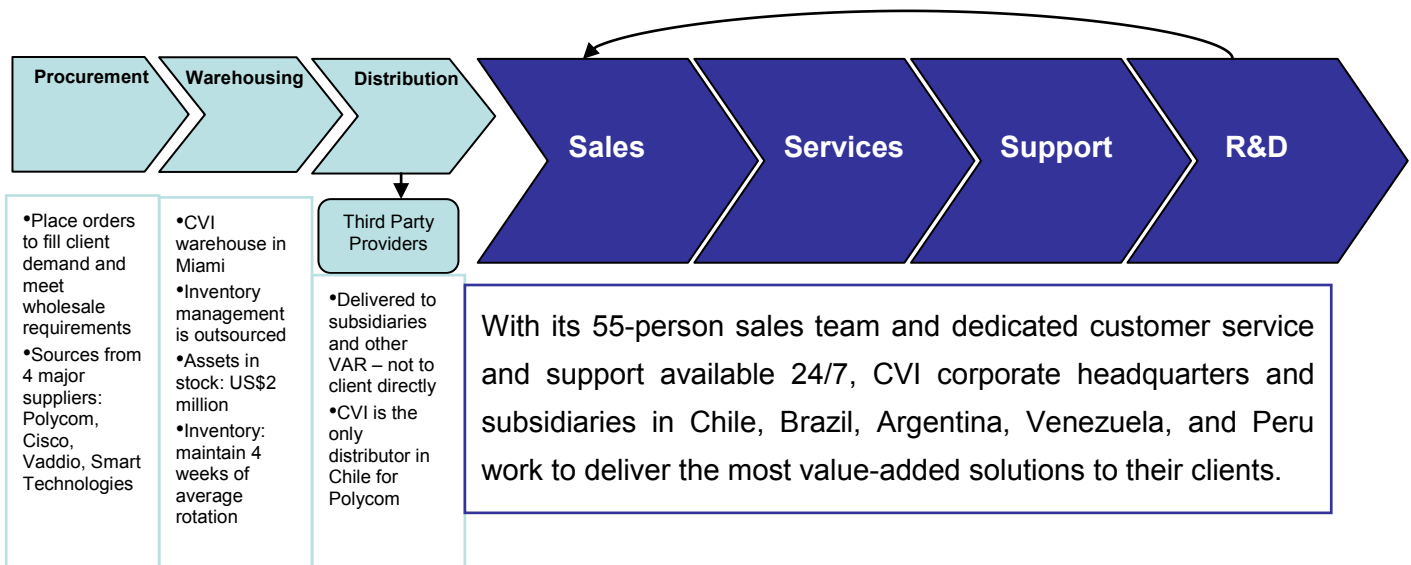 Procurement
Warehousing
Distribution
Sales
Services
Support
R&D
•Place orders
to fill client
demand and
meet
wholesale
requirements
•Sources from
4 major
suppliers:
Polycom,
Cisco,
Vaddio, Smart
Technologies
•CVI
warehouse in
Miami
•Inventory
management
is outsourced
•Assets in
stock: US$2
million
•Inventory:
maintain 4
weeks of
average
rotation
Third Party
Providers
•Delivered to
subsidiaries
and other
VAR – not to
client directly
•CVI is the
only
distributor in
Chile for
Polycom
With its 55-person sales team and dedicated customer service
and support available 24/7, CVI corporate headquarters and
subsidiaries in Chile, Brazil, Argentina, Venezuela, and Peru
work to deliver the most value-added solutions to their clients.